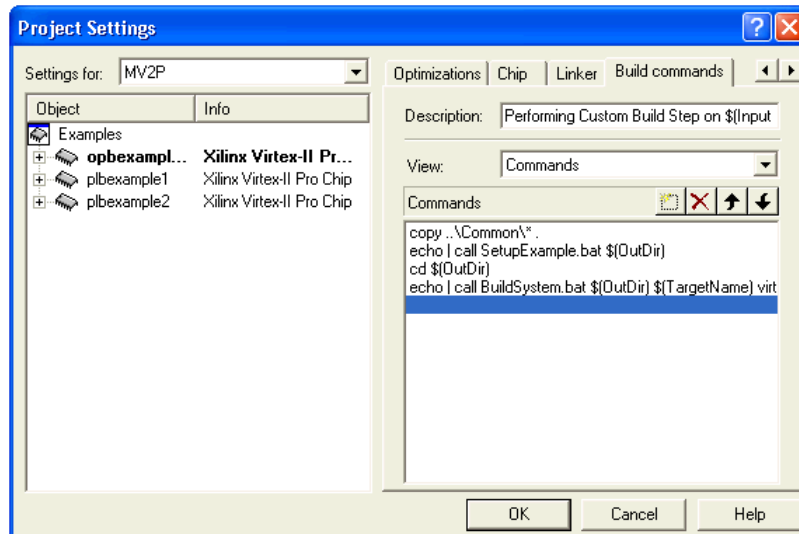 Project Settings
Settings for: MV2P
Optimizations Chip Linker Build commands
Object Info
Examples
opbexampl... Xilinx Virtex-II Pr...
plbexample1 Xilinx Virtex-II Pro Chip
plbexample2 Xilinx Virtex-II Pro Chip
Description: Performing Custom Build Step on $(Input
View: Commands
Commands
copy ..\Common\* .
echo | call SetupExample.bat $(OutDir)
cd $(OutDir)
echo | call BuildSystem.bat $(OutDir) $(TargetName) virt
OK Cancel Help